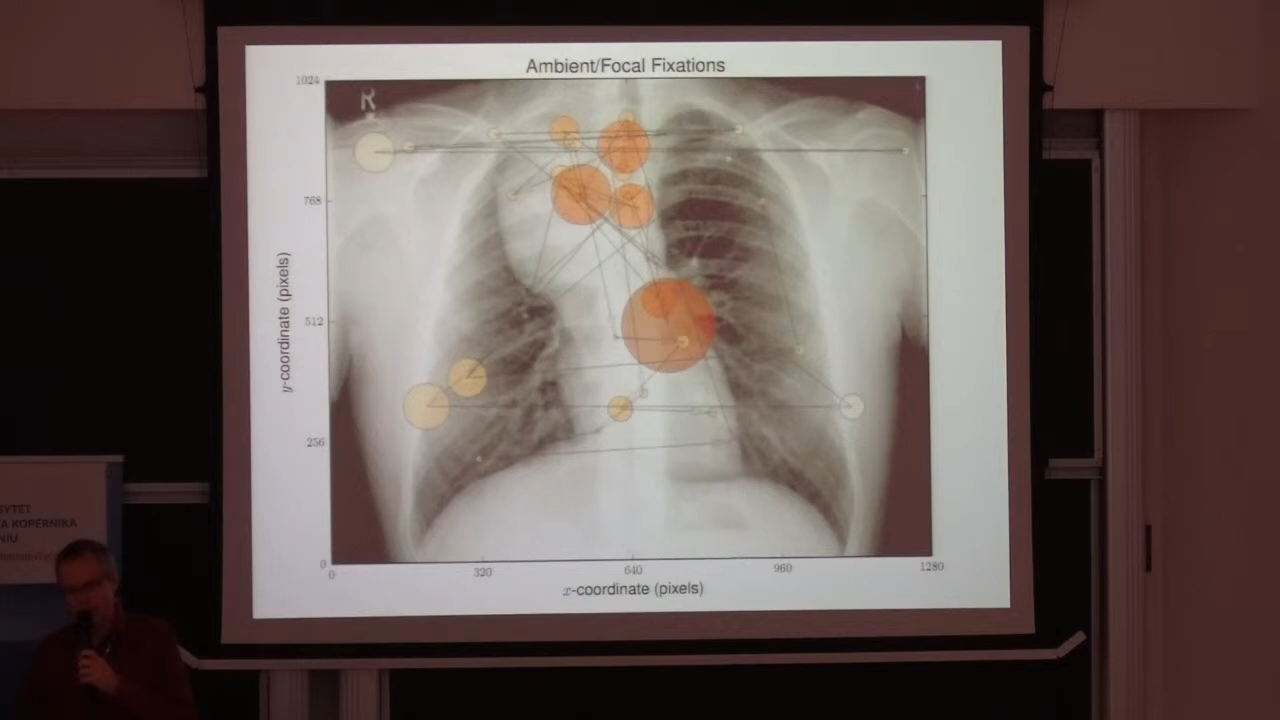 Ambient/Focal Fixations
1024
R
768
y-coordinate (pixels)
512
256
0
0
320
640
960
1280
x-coordinate (pixels)
SYTET
A KOPERNIKA
NIU